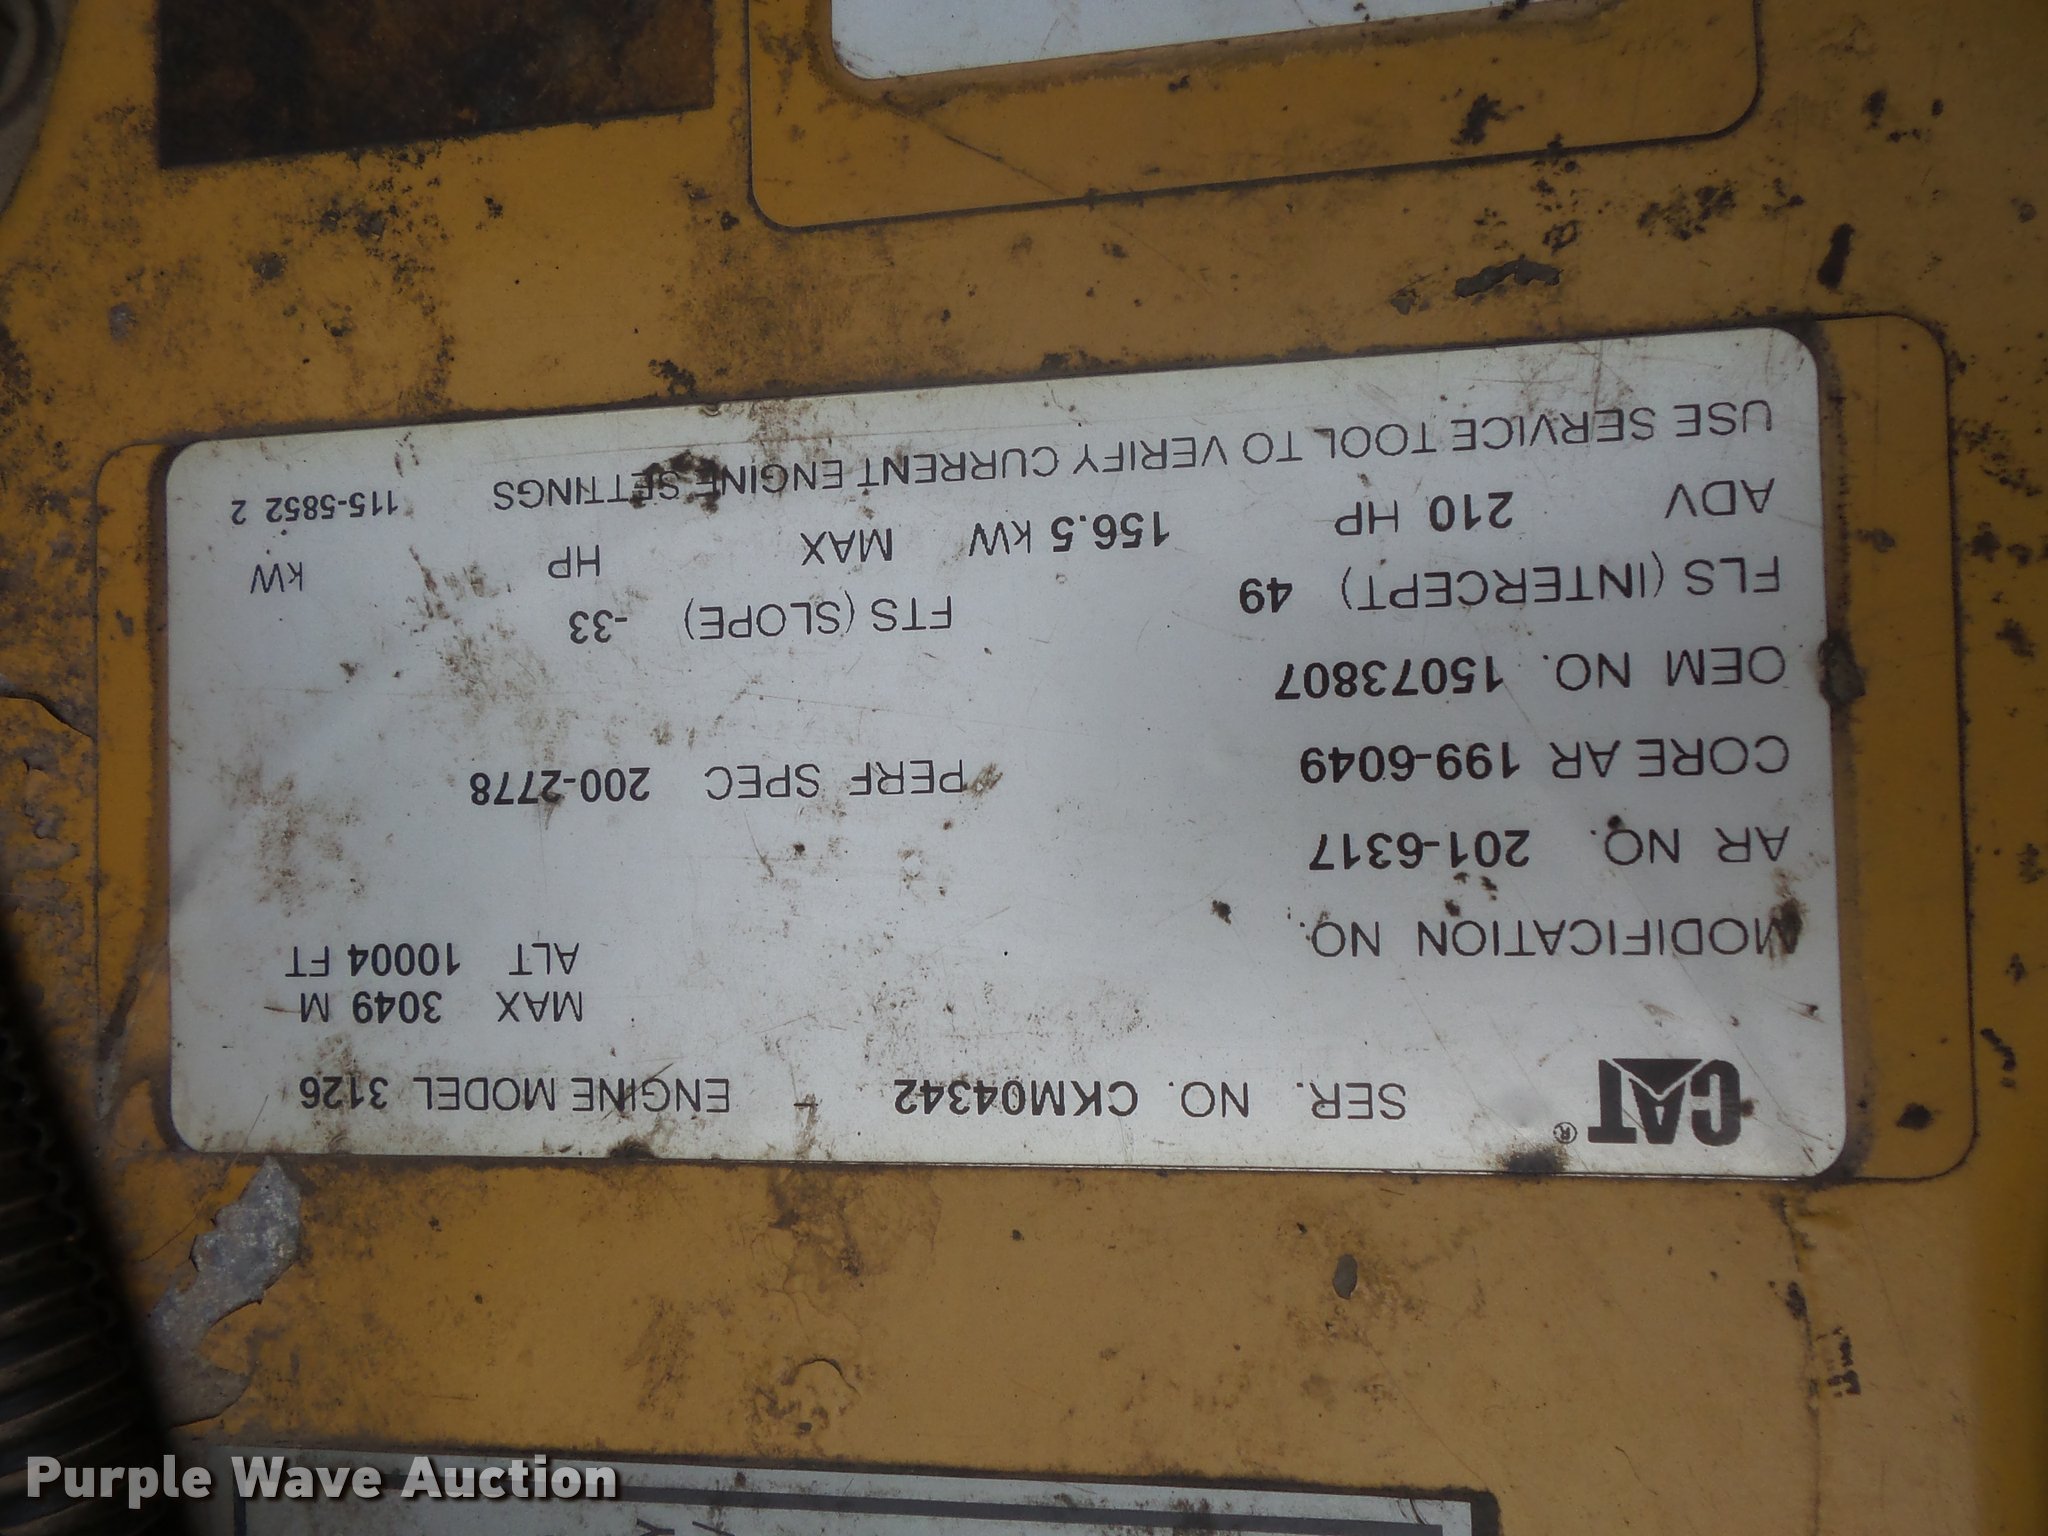 CAT® SER. NO. CKM04342 - ENGINE MODEL 3126
MAX 3049 M
MODIFICATION NO. ALT 10004 FT
AR NO. 201-6317
CORE AR 199-6049 PERF SPEC 200-2778
OEM NO. 15073807
FLS (INTERCEPT) 49 FTS (SLOPE) -33
ADV 210 HP 156.5 KW MAX HP KW
USE SERVICE TOOL TO VERIFY CURRENT ENGINE SETTINGS 115-5852 2
Purple Wave Auction